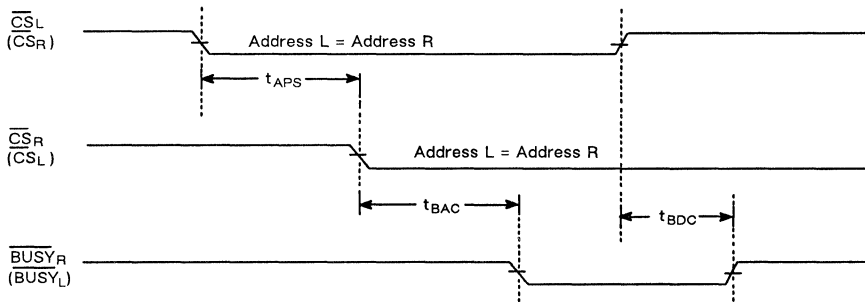 CS̅L Address L = Address R
(CS̅R)
tAPS
CS̅R Address L = Address R
(CS̅L)
tBAC tBDC
BUSY̅R
(BUSY̅L)